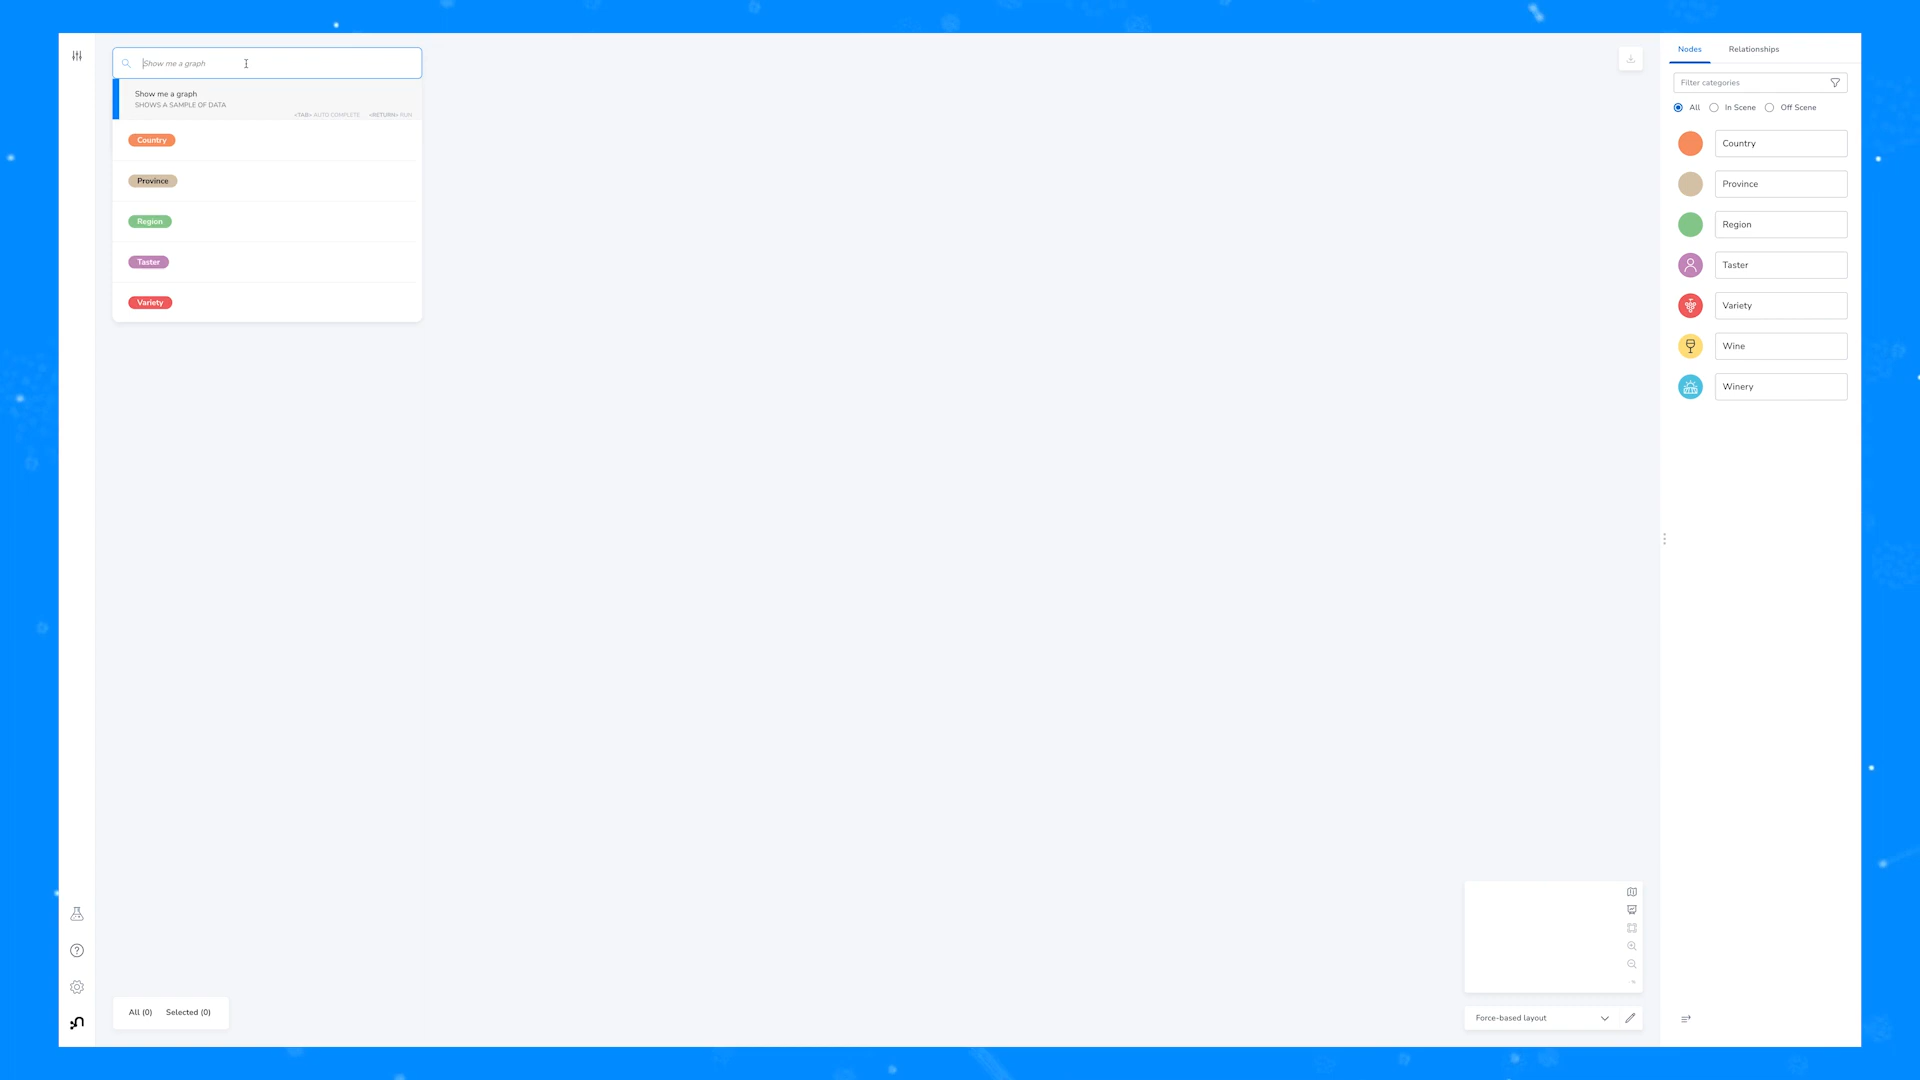 Show me a graph
Show me a graph
SHOWS A SAMPLE OF DATA
<TAB> AUTO COMPLETE <RETURN> RUN
Country
Province
Region
Taster
Variety
All (0) Selected (0)
Force-based layout
Nodes Relationships
Filter categories
All In Scene Off Scene
Country
Province
Region
Taster
Variety
Wine
Winery